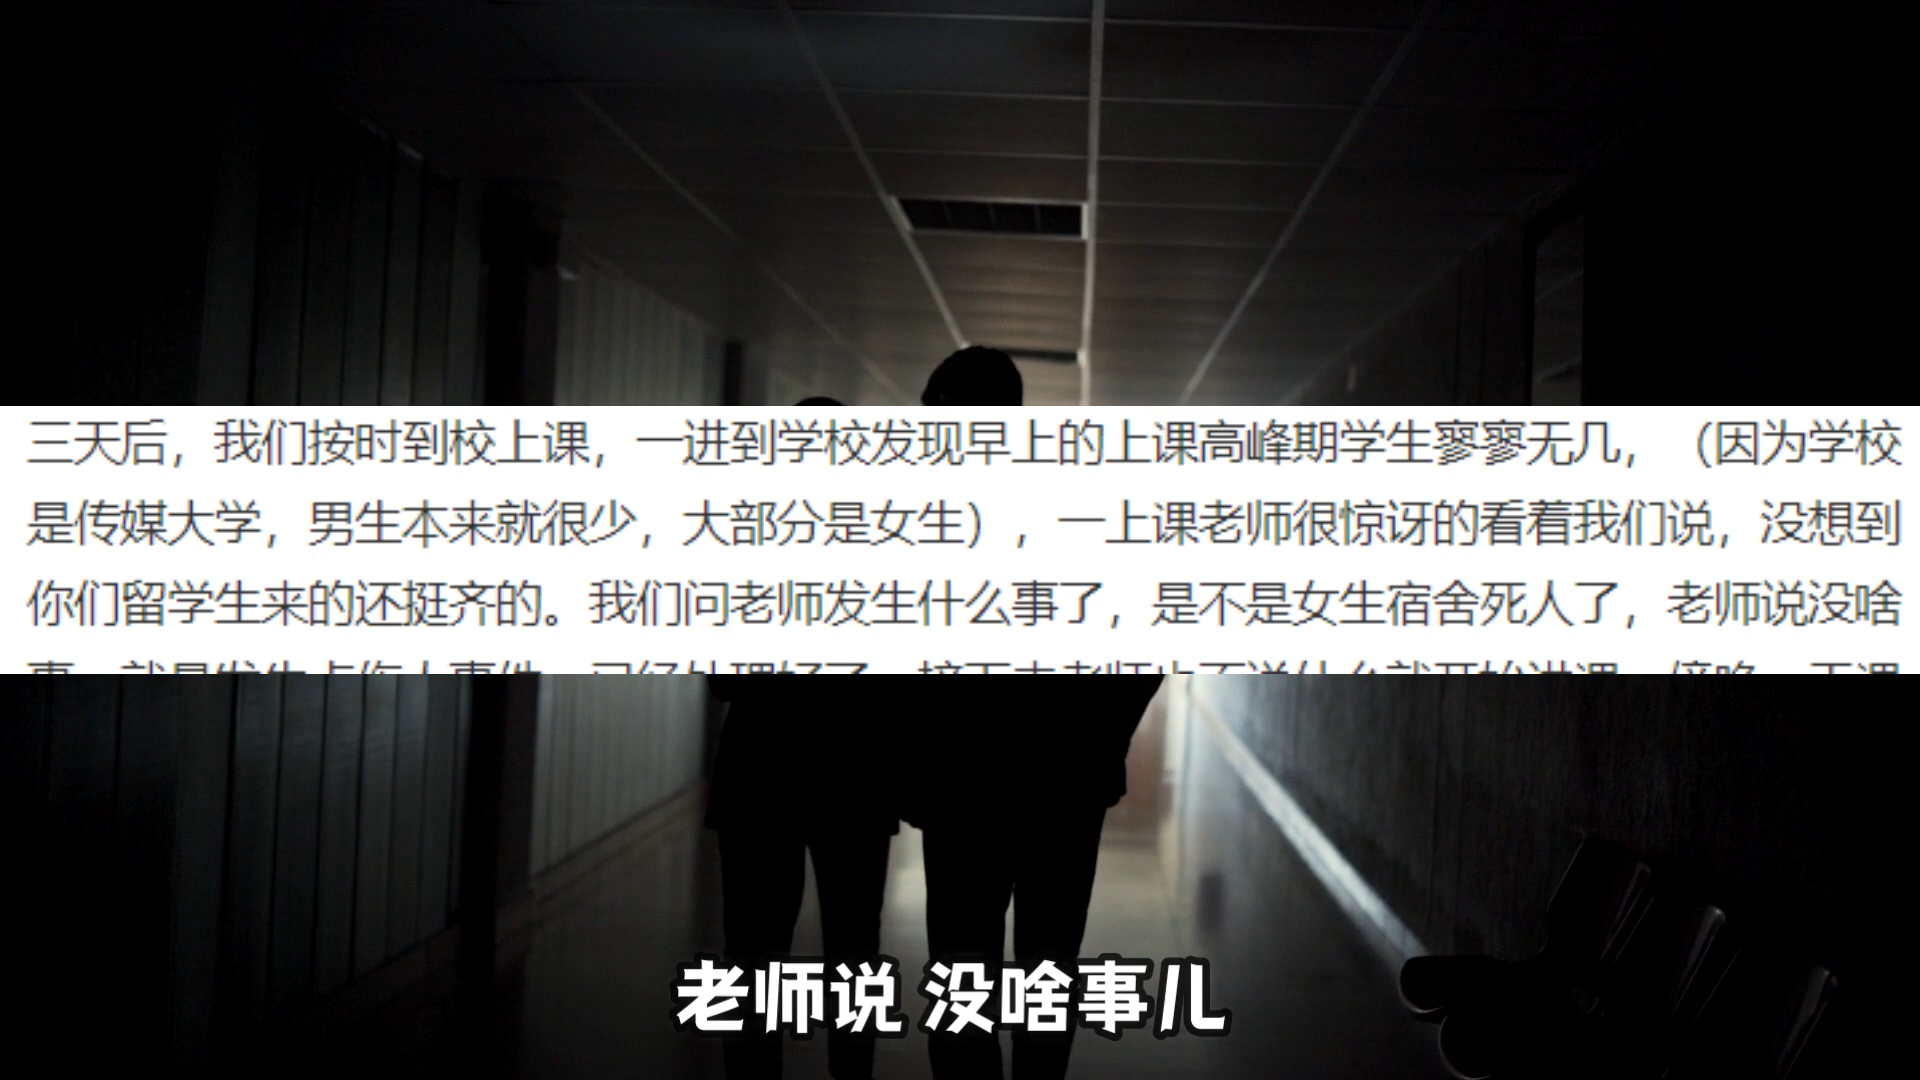 三天后，我们按时到校上课，一进到学校发现早上的上课高峰期学生寥寥无几，（因为学校
是传媒大学，男生本来就很少，大部分是女生），一上课老师很惊讶的看着我们说，没想到
你们留学生来的还挺齐的。我们问老师发生什么事了，是不是女生宿舍死人了，老师说没啥
老师说 没啥事儿